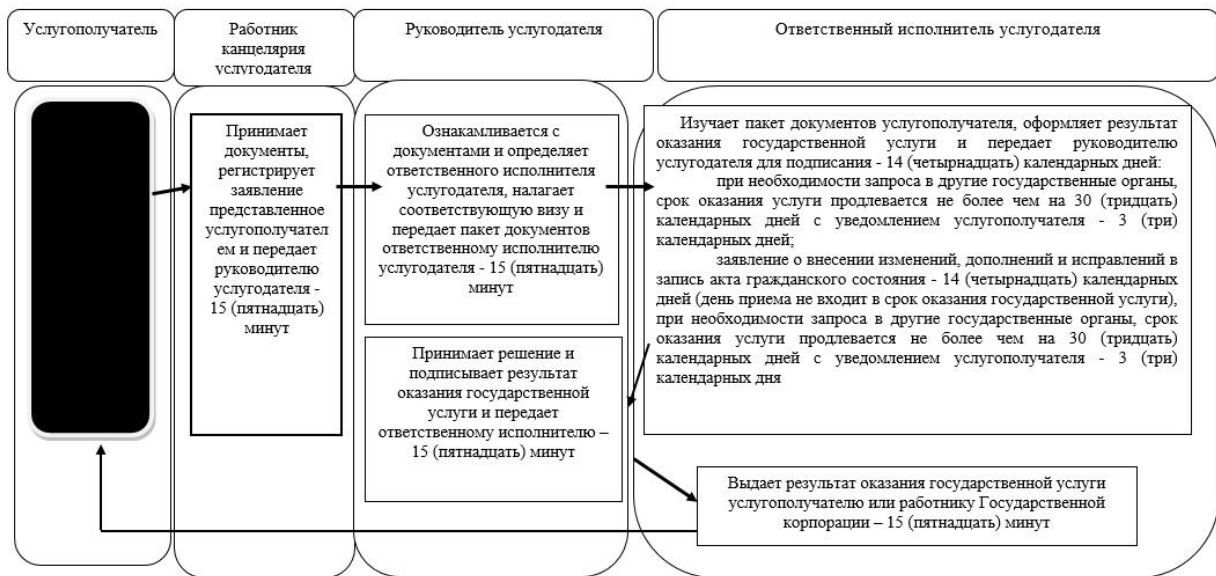 Услугополучатель
Работник
канцелярия
услугодателя
Руководитель услугодателя
Ответственный исполнитель услугодателя
Принимает
документы,
регистрирует
заявление
представленное
услугополучател
ем и передает
руководителю
услугодателя -
15 (пятнадцать)
минут
Ознакамливается с
документами и определяет
ответственного исполнителя
услугодателя, налагает
соответствующую визу и
передает пакет документов
ответственному исполнителю
услугодателя - 15 (пятнадцать)
минут
Изучает пакет документов услугополучателя, оформляет результат
оказания государственной услуги и передает руководителю
услугодателя для подписания - 14 (четырнадцать) календарных дней:
при необходимости запроса в другие государственные органы,
срок оказания услуги продлевается не более чем на 30 (тридцать)
календарных дней с уведомлением услугополучателя - 3 (три)
календарных дней;
заявление о внесении изменений, дополнений и исправлений в
запись акта гражданского состояния - 14 (четырнадцать) календарных
дней (день приема не входит в срок оказания государственной услуги),
при необходимости запроса в другие государственные органы, срок
оказания услуги продлевается не более чем на 30 (тридцать)
календарных дней с уведомлением услугополучателя - 3 (три)
календарных дня
Принимает решение и
подписывает результат
оказания государственной
услуги и передает
ответственному исполнителю –
15 (пятнадцать) минут
Выдает результат оказания государственной услуги
услугополучателю или работнику Государственной
корпорации – 15 (пятнадцать) минут